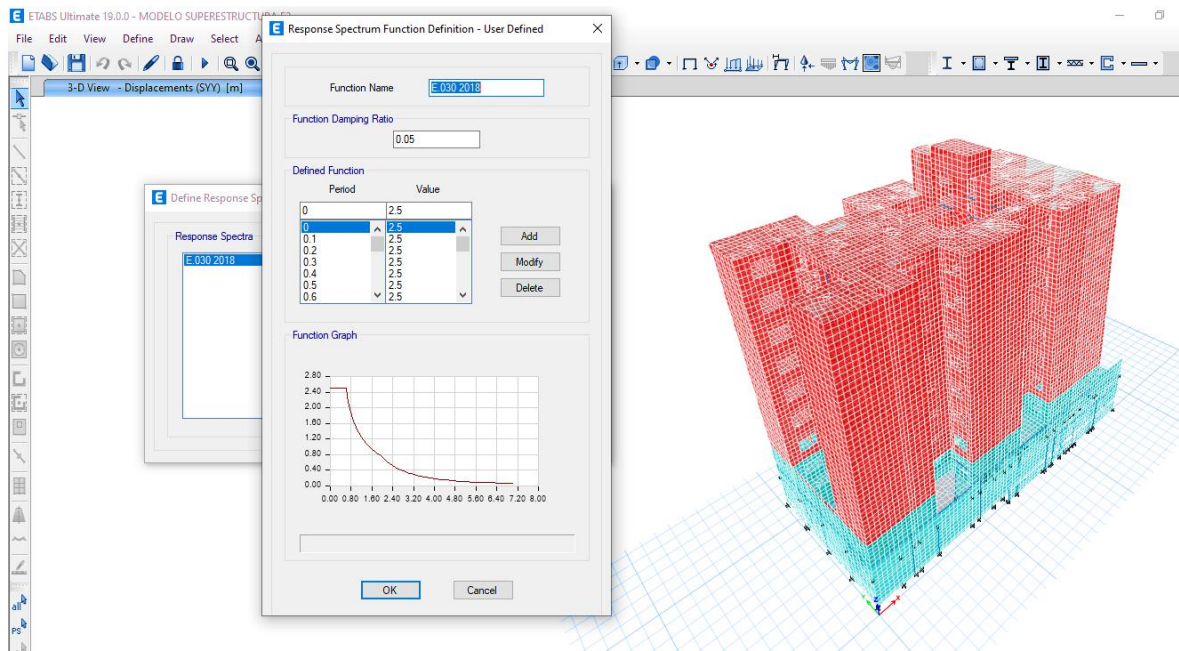 ETABS Ultimate 19.0.0 - MODELO SUPERESTRUCTURA
File Edit View Define Draw Select A
3-D View - Displacements (SYY) [m]
Define Response Sp
Response Spectra
E.030 2018
Response Spectrum Function Definition - User Defined
Function Name
E.030 2018
Function Damping Ratio
0.05
Defined Function
Period Value
0 2.5
0 2.5
0.1 2.5
0.2 2.5
0.3 2.5
0.4 2.5
0.5 2.5
0.6 2.5
Add
Modify
Delete
Function Graph
2.80
2.40
2.00
1.60
1.20
0.80
0.40
0.00
0.00 0.80 1.60 2.40 3.20 4.00 4.80 5.60 6.40 7.20 8.00
OK Cancel
all
PS
X
Y
Z